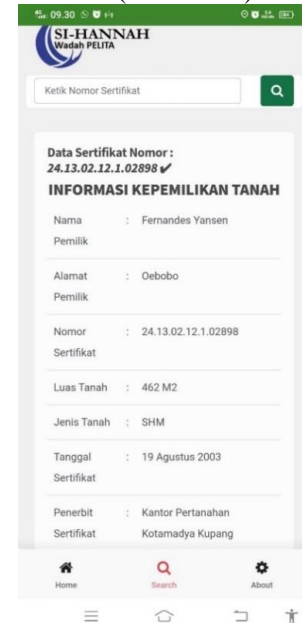 09.30
SI-HANNAH
Wadah PELITA
Ketik Nomor Sertifikat
Data Sertifikat Nomor :
24.13.02.12.1.02898✔
INFORMASI KEPEMILIKAN TANAH
Nama Pemilik : Fernandes Yansen
Alamat Pemilik : Oebobo
Nomor Sertifikat : 24.13.02.12.1.02898
Luas Tanah : 462 M2
Jenis Tanah : SHM
Tanggal Sertifikat : 19 Agustus 2003
Penerbit Sertifikat : Kantor Pertanahan Kotamadya Kupang
Home Search About